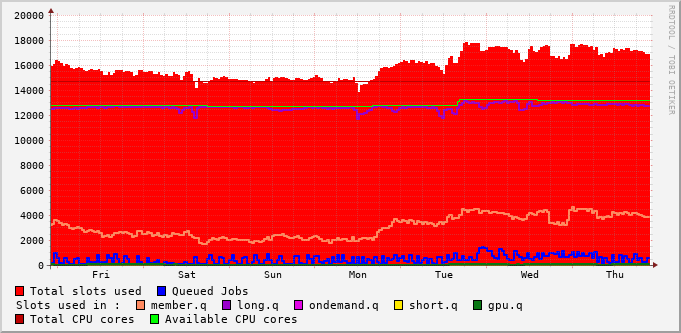 20000
18000
16000
14000
12000
10000
8000
6000
4000
2000
0
Fri Sat Sun Mon Tue Wed Thu
RRDTOOL / TOBI OETIKER
Total slots used Queued Jobs
Slots used in : member.q long.q ondemand.q short.q gpu.q
Total CPU cores Available CPU cores